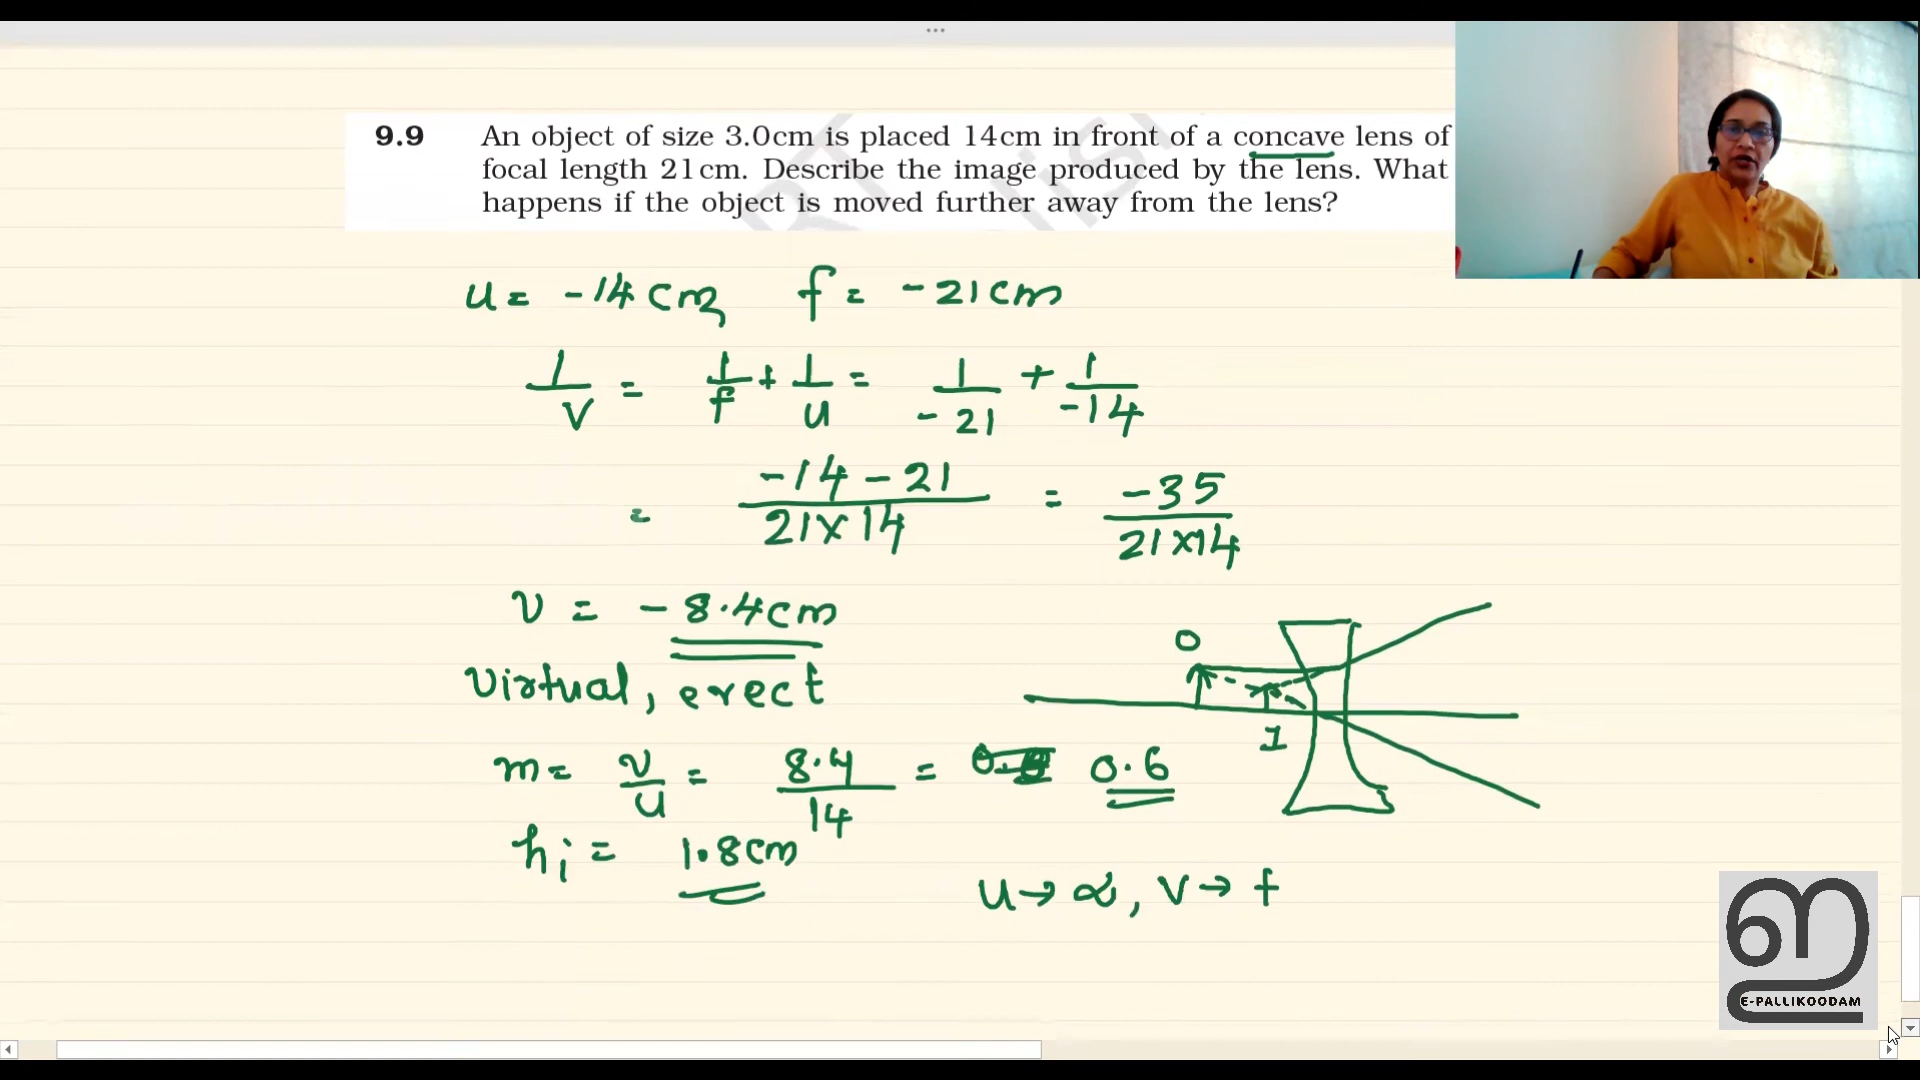 ...
9.9 An object of size 3.0cm is placed 14cm in front of a concave lens of
focal length 21cm. Describe the image produced by the lens. What
happens if the object is moved further away from the lens?
u = -14 cm, f = -21cm
1/v = 1/f + 1/u = 1/-21 + 1/-14
= -14-21/21×14 = -35/21×14
v = -8.4cm
virtual, erect
m = v/u = 8.4/14 = 0.6
hi = 1.8cm
O
I
u → ∝, v → f
ഈ
E-PALLIKOODAM